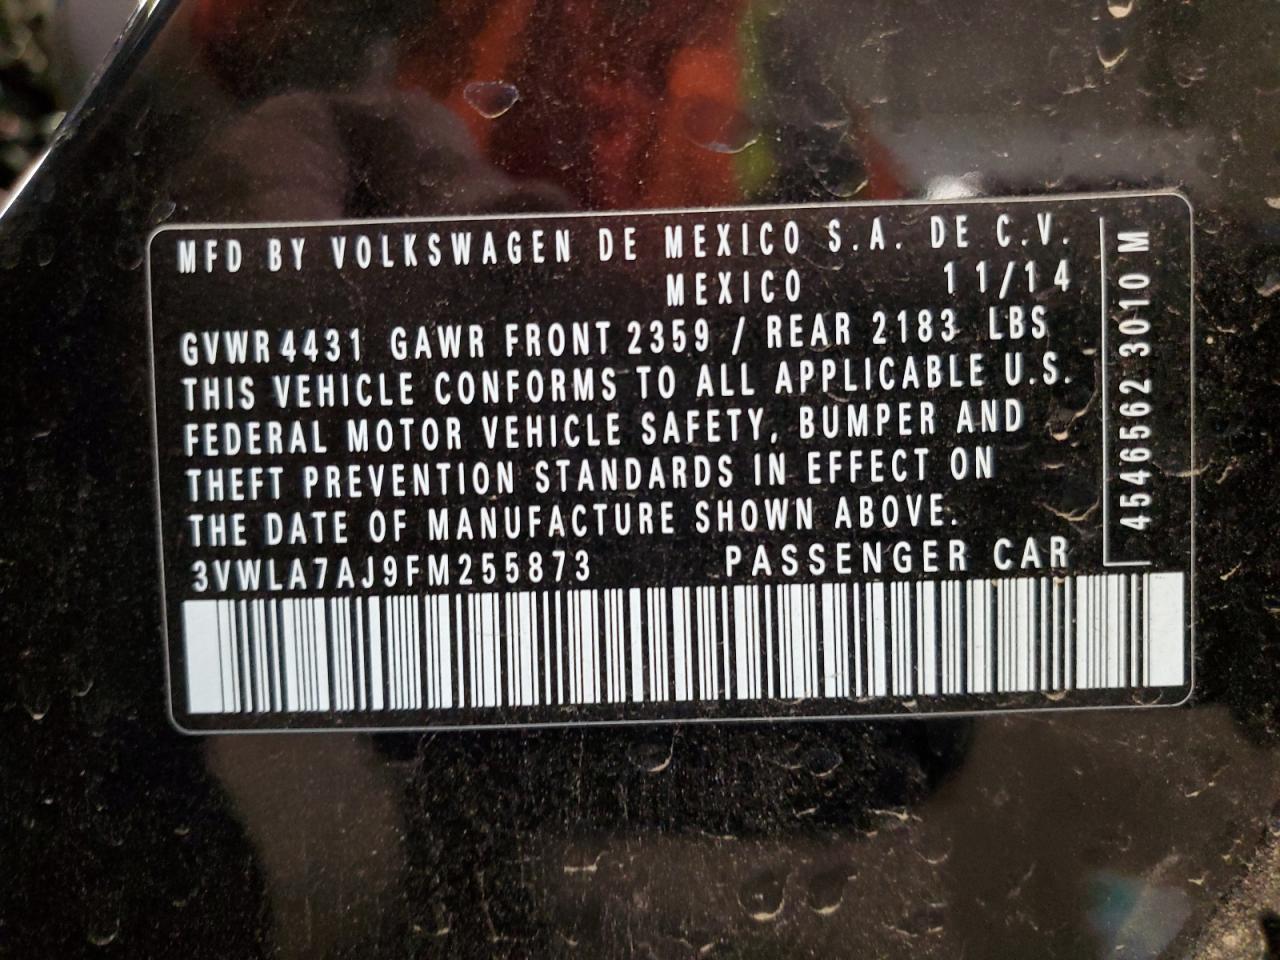 MFD BY VOLKSWAGEN DE MEXICO S.A. DE C.V.
MEXICO 11/14
GVWR 4431 GAWR FRONT 2359 / REAR 2183 LBS
THIS VEHICLE CONFORMS TO ALL APPLICABLE U.S.
FEDERAL MOTOR VEHICLE SAFETY, BUMPER AND
THEFT PREVENTION STANDARDS IN EFFECT ON
THE DATE OF MANUFACTURE SHOWN ABOVE.
3VWLA7AJ9FM255873 PASSENGER CAR
4546562 3010 M